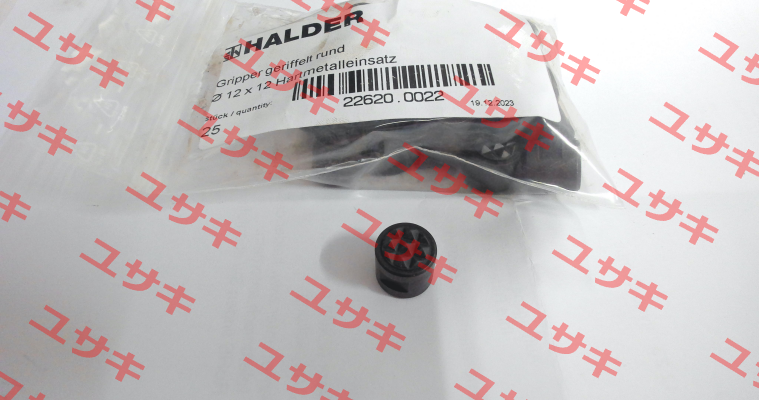 HALDER
Gripper geriffelt rund
Ø 12 x 12 Hartmetalleinsatz
22620.0022
19.12.2023
stück / quantity:
25
ユサキ